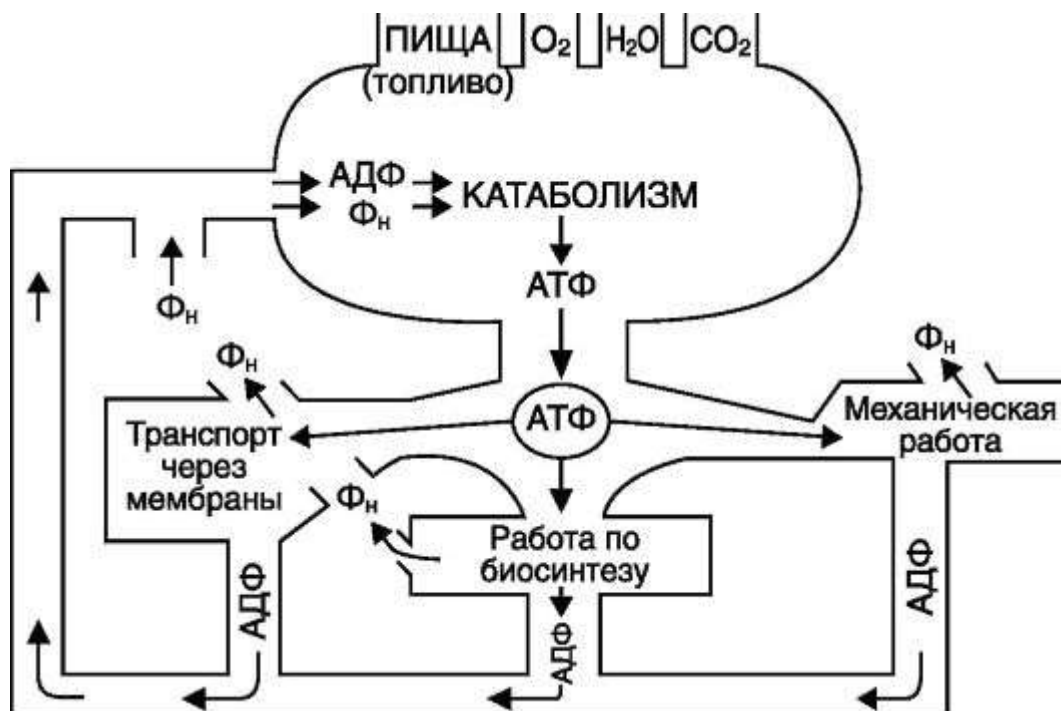 ПИЩА O₂ H₂O CO₂
(топливо)
АДФ
Фн
КАТАБОЛИЗМ
АТФ
Фн
Фн
Фн
АТФ
Транспорт
через
мембраны
Механическая
работа
Фн
Работа по
биосинтезу
АДФ
АДФ
АДФ